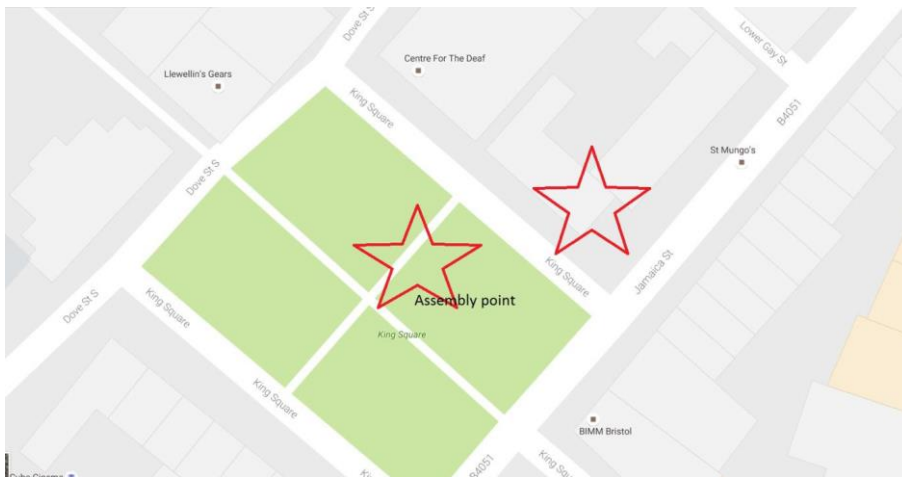 Dove St S
Lower Gay St
Centre For The Deaf
Llewellin's Gears
King Square
B4051
St Mungo's
Dove St S
King Square
Jamaica St
Assembly point
Dove St S
King Square
King Square
King Square
BIMM Bristol
B4051